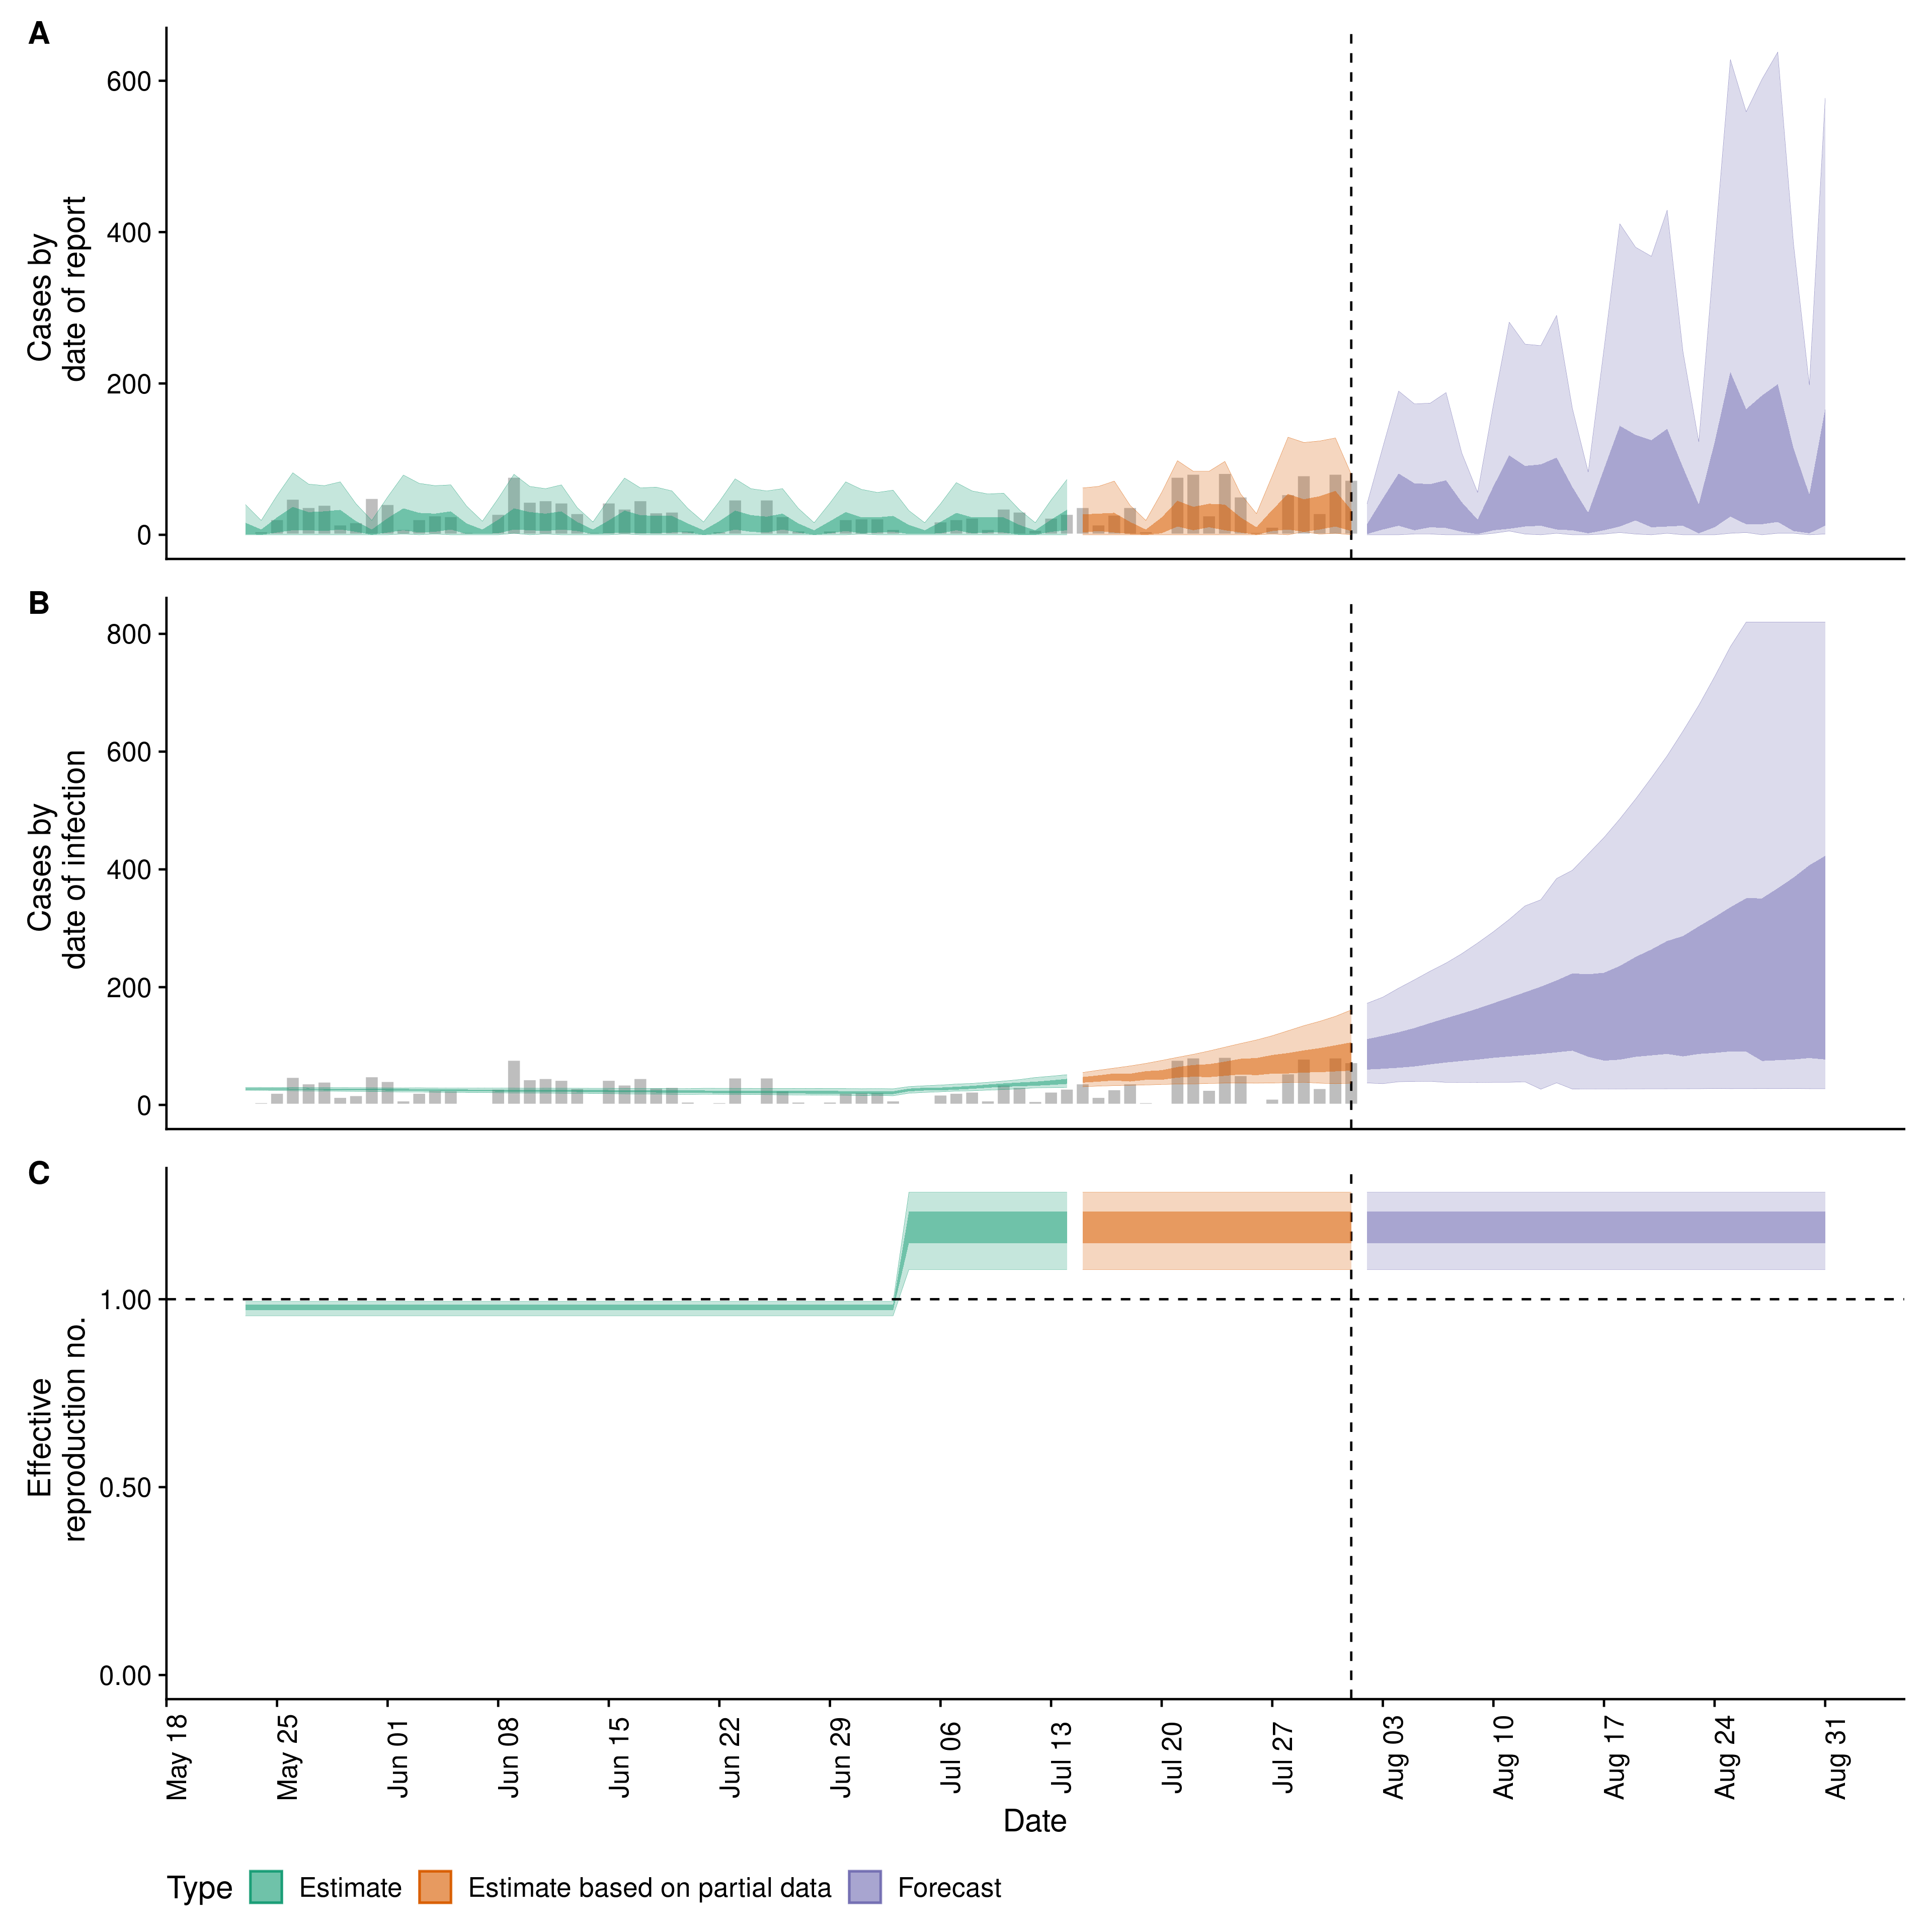 A
Cases by
date of report
600
400
200
0
B
Cases by
date of infection
800
600
400
200
0
C
Effective
reproduction no.
1.00
0.50
0.00
May 18
May 25
Jun 01
Jun 08
Jun 15
Jun 22
Jun 29
Jul 06
Jul 13
Jul 20
Jul 27
Aug 03
Aug 10
Aug 17
Aug 24
Aug 31
Date
Type Estimate Estimate based on partial data Forecast